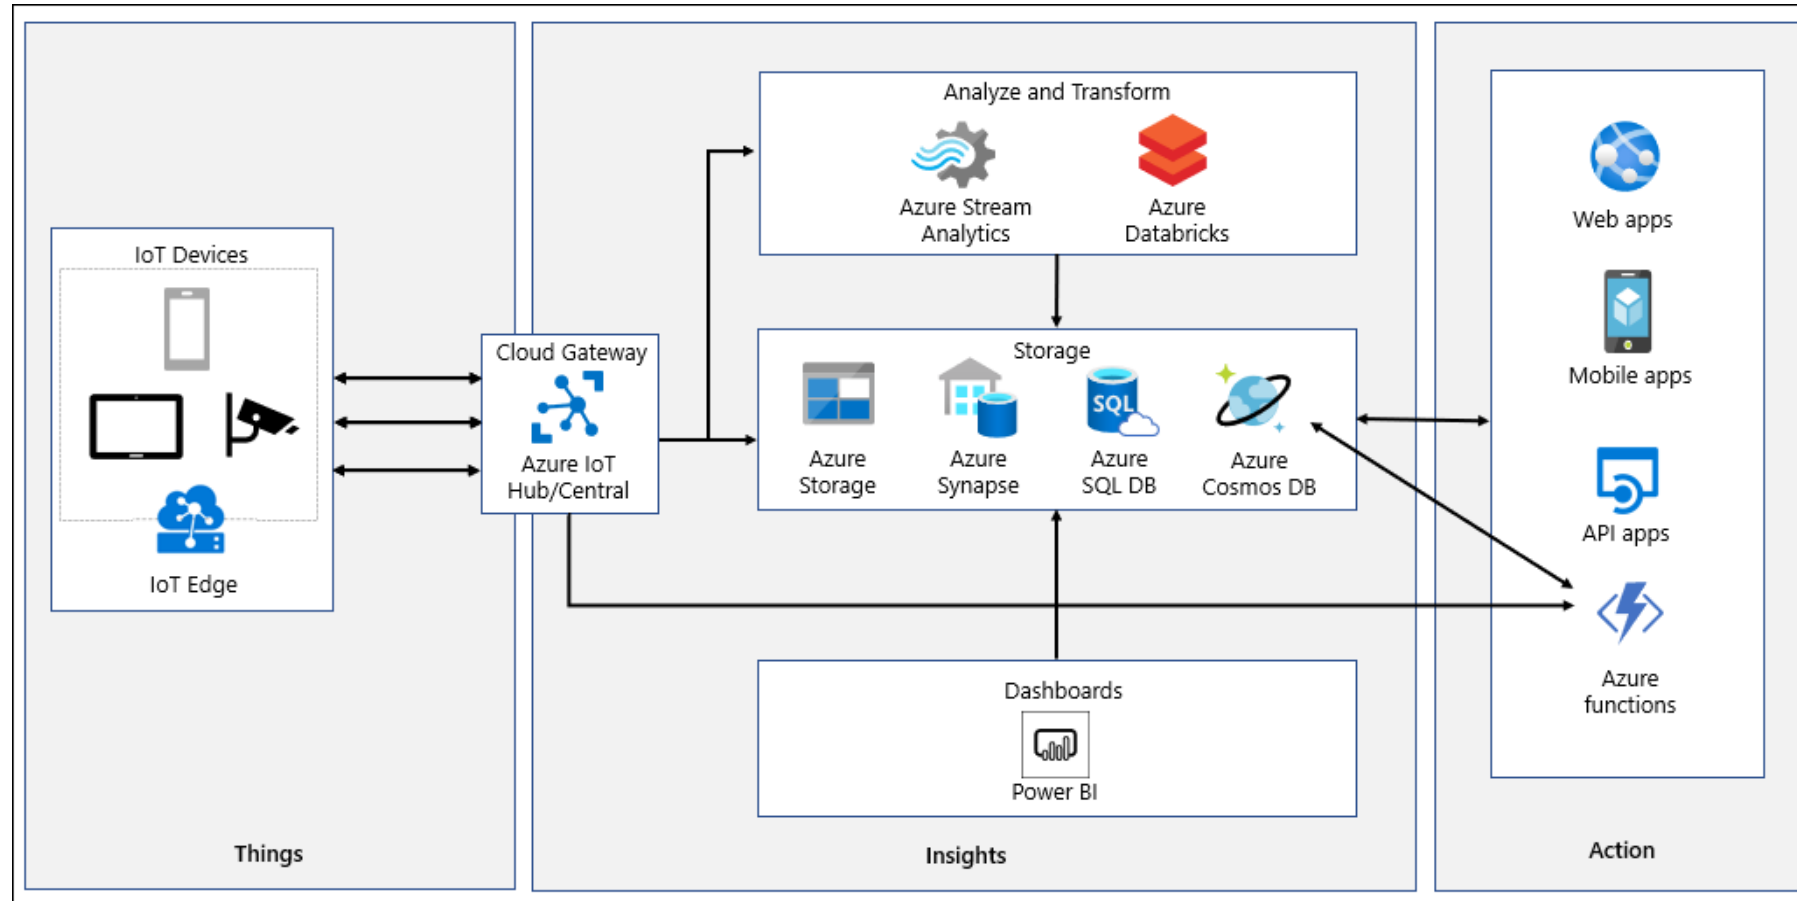 IoT Devices
IoT Edge
Things
Cloud Gateway
Azure IoT
Hub/Central
Analyze and Transform
Azure Stream
Analytics
Azure
Databricks
Storage
Azure
Storage
Azure
Synapse
SQL
Azure
SQL DB
Azure
Cosmos DB
Dashboards
Power BI
Insights
Web apps
Mobile apps
API apps
Azure
functions
Action